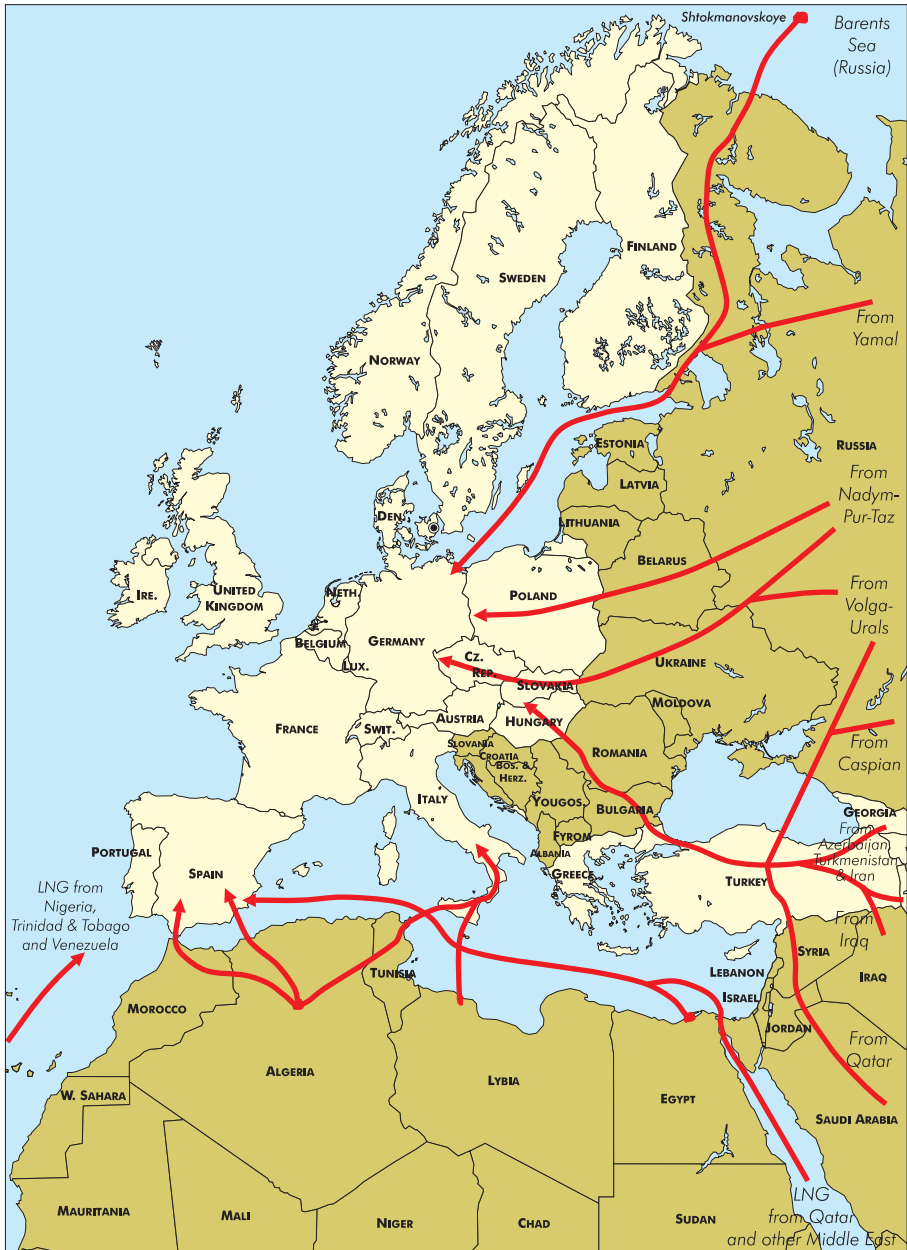 Shtokmanovskoye
Barents
Sea
(Russia)
FINLAND
SWEDEN
NORWAY
From
Yamal
ESTONIA
RUSSIA
LATVIA
From
Nadym-
Pur-Taz
DEN.
LITHUANIA
BELARUS
IRE.
UNITED
KINGDOM
NETH.
POLAND
From
Volga-
Urals
BELGIUM
GERMANY
LUX.
CZ.
REP.
UKRAINE
SLOVAKIA
MOLDOVA
FRANCE
SWIT.
AUSTRIA
HUNGARY
SLOVANIA
CROATIA
BOS. &
HERZ.
ROMANIA
From
Caspian
ITALY
YOUGOS.
BULGARIA
GEORGIA
FYROM
From
Azerbaijan,
Turkmenistan
& Iran
PORTUGAL
SPAIN
ALBANIA
GREECE
TURKEY
LNG from
Nigeria,
Trinidad & Tobago
and Venezuela
From
Iraq
SYRIA
TUNISIA
LEBANON
IRAQ
MOROCCO
ISRAEL
JORDAN
From
Qatar
ALGERIA
LYBIA
EGYPT
W. SAHARA
SAUDI ARABIA
MAURITANIA
MALI
NIGER
CHAD
SUDAN
LNG
from Qatar
and other Middle East